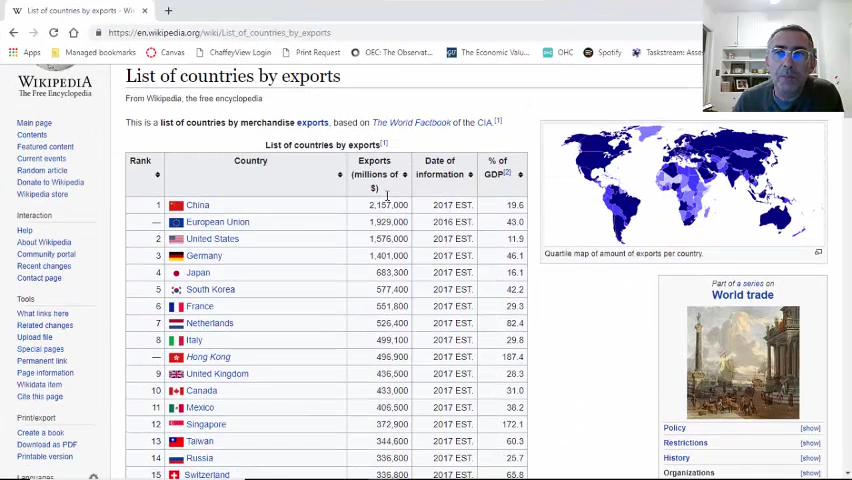 List of countries by exports - W
https://en.wikipedia.org/wiki/List_of_countries_by_exports
Apps Managed bookmarks Canvas ChaffeyView Login Print Request OEC: The Observat... The Economic Valu... OHC Spotify Taskstream: Assess
WIKIPEDIA
The Free Encyclopedia
Main page
Contents
Featured content
Current events
Random article
Donate to Wikipedia
Wikipedia store
Interaction
Help
About Wikipedia
Community portal
Recent changes
Contact page
Tools
What links here
Related changes
Upload file
Special pages
Permanent link
Page information
Wikidata item
Cite this page
Print/export
Create a book
Download as PDF
Printable version
Languages
List of countries by exports
From Wikipedia, the free encyclopedia
This is a list of countries by merchandise exports, based on The World Factbook of the CIA.[1]
List of countries by exports[1]
Rank Country Exports (millions of $) Date of information % of GDP[2]
1 China 2,157,000 2017 EST. 19.6
— European Union 1,929,000 2016 EST. 43.0
2 United States 1,576,000 2017 EST. 11.9
3 Germany 1,401,000 2017 EST. 46.1
4 Japan 683,300 2017 EST. 16.1
5 South Korea 577,400 2017 EST. 42.2
6 France 551,800 2017 EST. 29.3
7 Netherlands 526,400 2017 EST. 82.4
8 Italy 499,100 2017 EST. 29.8
— Hong Kong 496,900 2017 EST. 187.4
9 United Kingdom 436,500 2017 EST. 28.3
10 Canada 433,000 2017 EST. 31.0
11 Mexico 406,500 2017 EST. 38.2
12 Singapore 372,900 2017 EST. 172.1
13 Taiwan 344,600 2017 EST. 60.3
14 Russia 336,800 2017 EST. 25.7
15 Switzerland 336,800 2017 EST. 65.8
Quartile map of amount of exports per country.
Part of a series on
World trade
Policy [show]
Restrictions [show]
History [show]
Organizations [show]